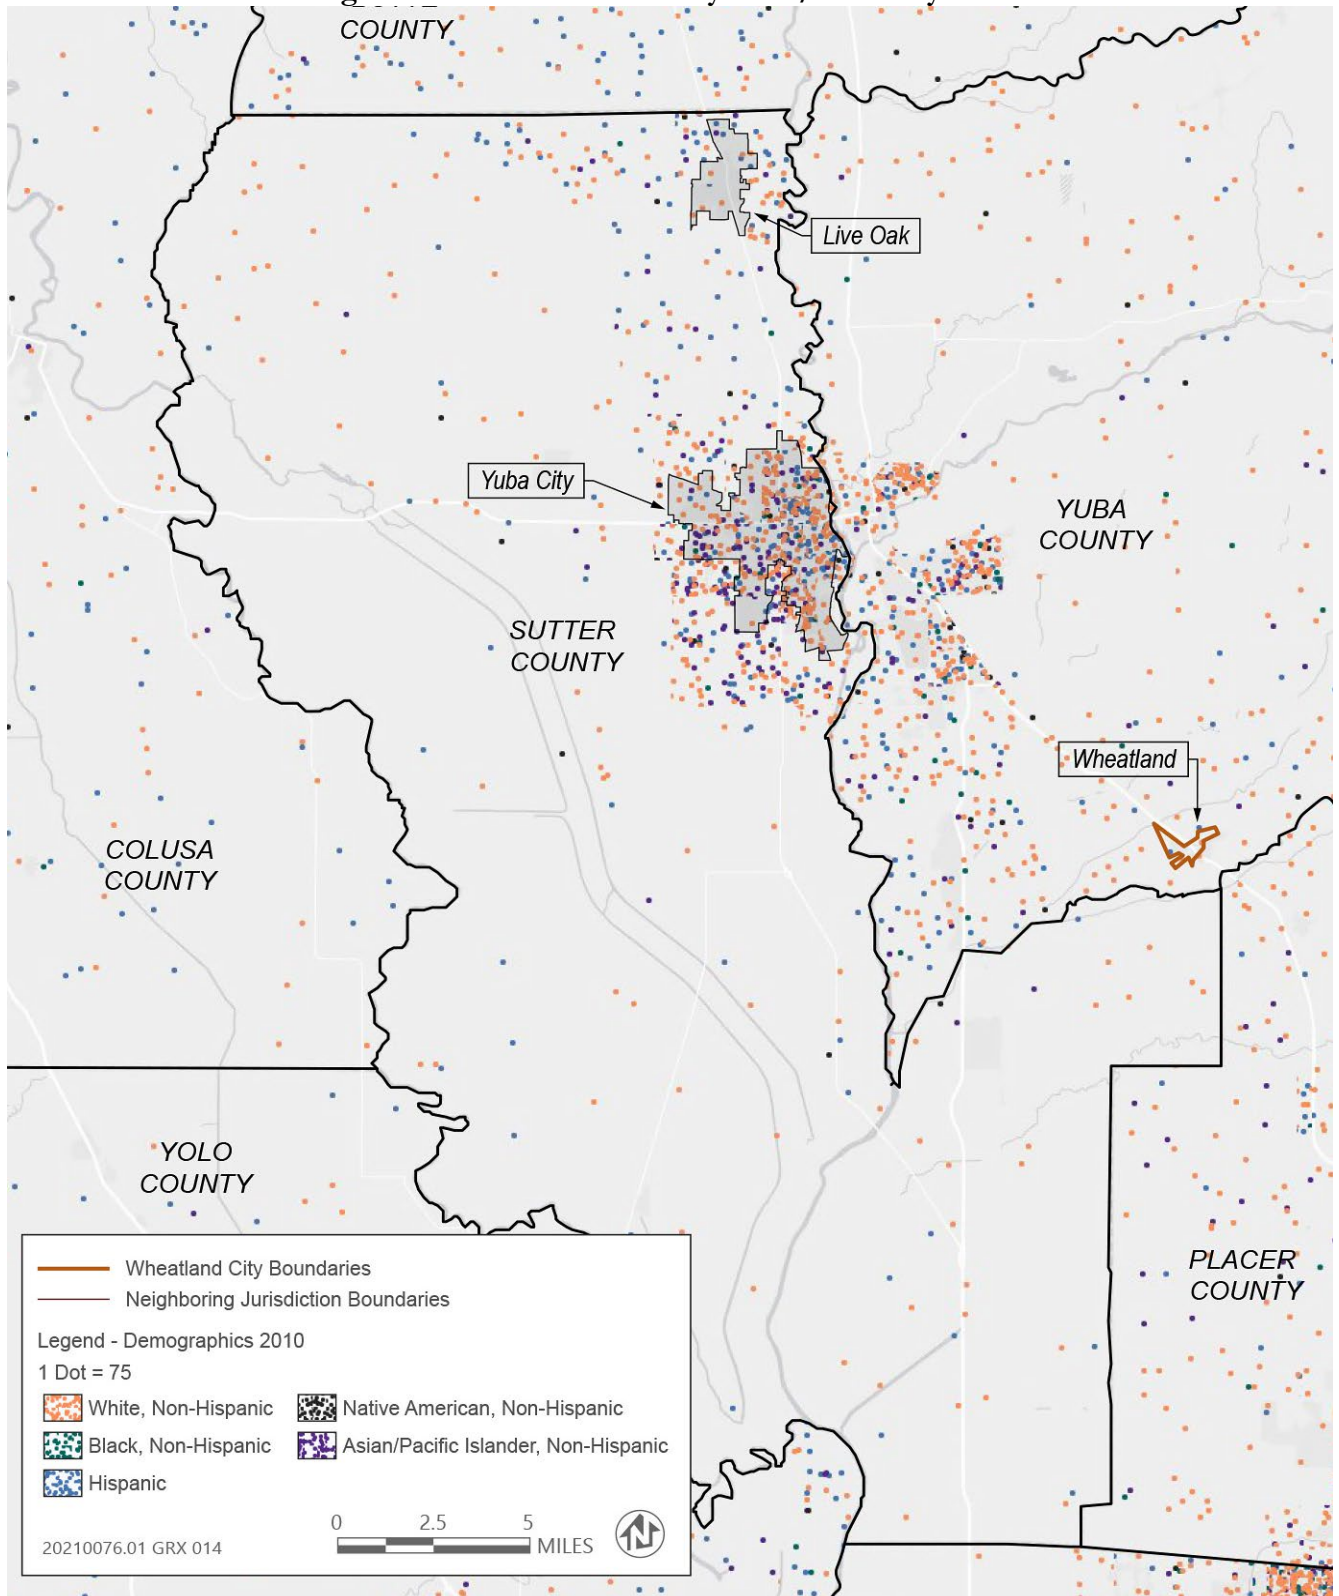 COUNTY
Live Oak
Yuba City
YUBA
COUNTY
SUTTER
COUNTY
Wheatland
COLUSA
COUNTY
YOLO
COUNTY
PLACER
COUNTY
Wheatland City Boundaries
Neighboring Jurisdiction Boundaries
Legend - Demographics 2010
1 Dot = 75
White, Non-Hispanic
Native American, Non-Hispanic
Black, Non-Hispanic
Asian/Pacific Islander, Non-Hispanic
Hispanic
0 2.5 5
MILES
N
20210076.01 GRX 014